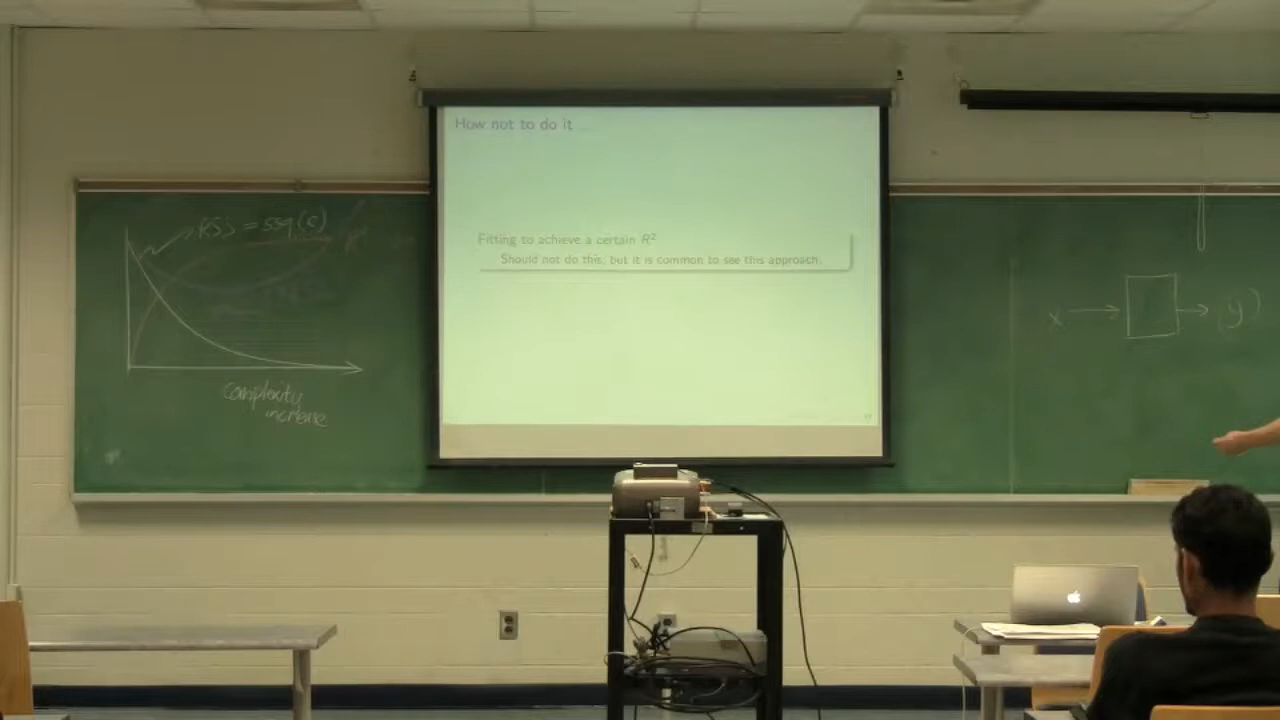 How not to do it ...
Fitting to achieve a certain R²
Should not do this, but it is common to see this approach.
RSS = ssq(e)
complexity
increase
x
(y)